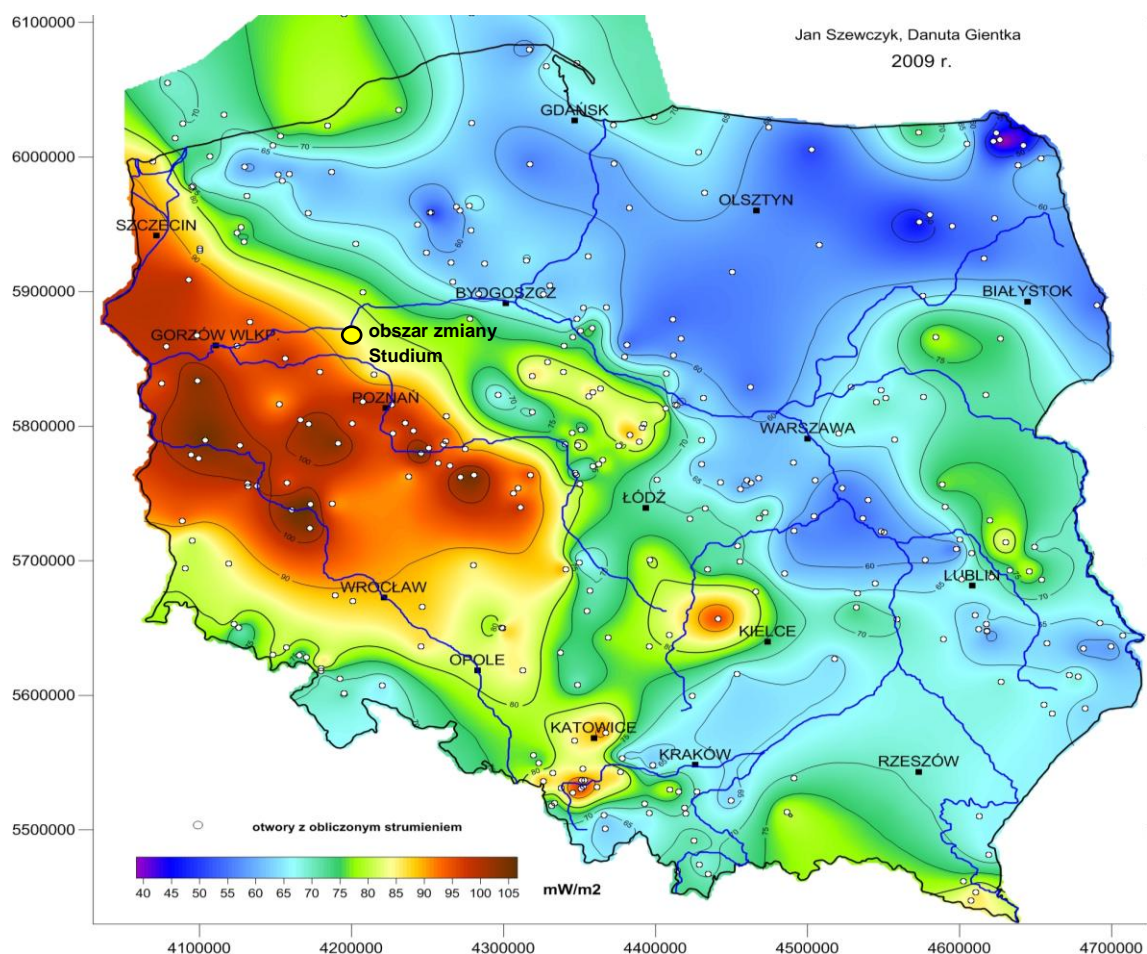 6100000
Jan Szewczyk, Danuta Gientka
2009 r.
GDAŃSK
6000000
OLSZTYN
SZCZECIN
5900000
BYDGOSZCZ
BIAŁYSTOK
GORZÓW WLKP.
obszar zmiany
Studium
POZNAŃ
5800000
WARSZAWA
ŁÓDŹ
5700000
WROCŁAW
LUBLIN
KIELCE
OPOLE
5600000
KATOWICE
KRAKÓW
RZESZÓW
5500000
otwory z obliczonym strumieniem
40 45 50 55 60 65 70 75 80 85 90 95 100 105
mW/m2
4100000 4200000 4300000 4400000 4500000 4600000 4700000